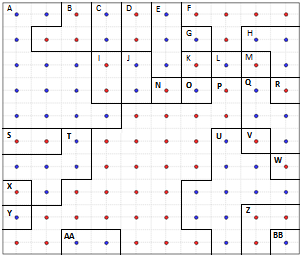 A B C D E F
G H
I J K L M
N O P Q R
S T U V
W
X
Y Z
AA BB